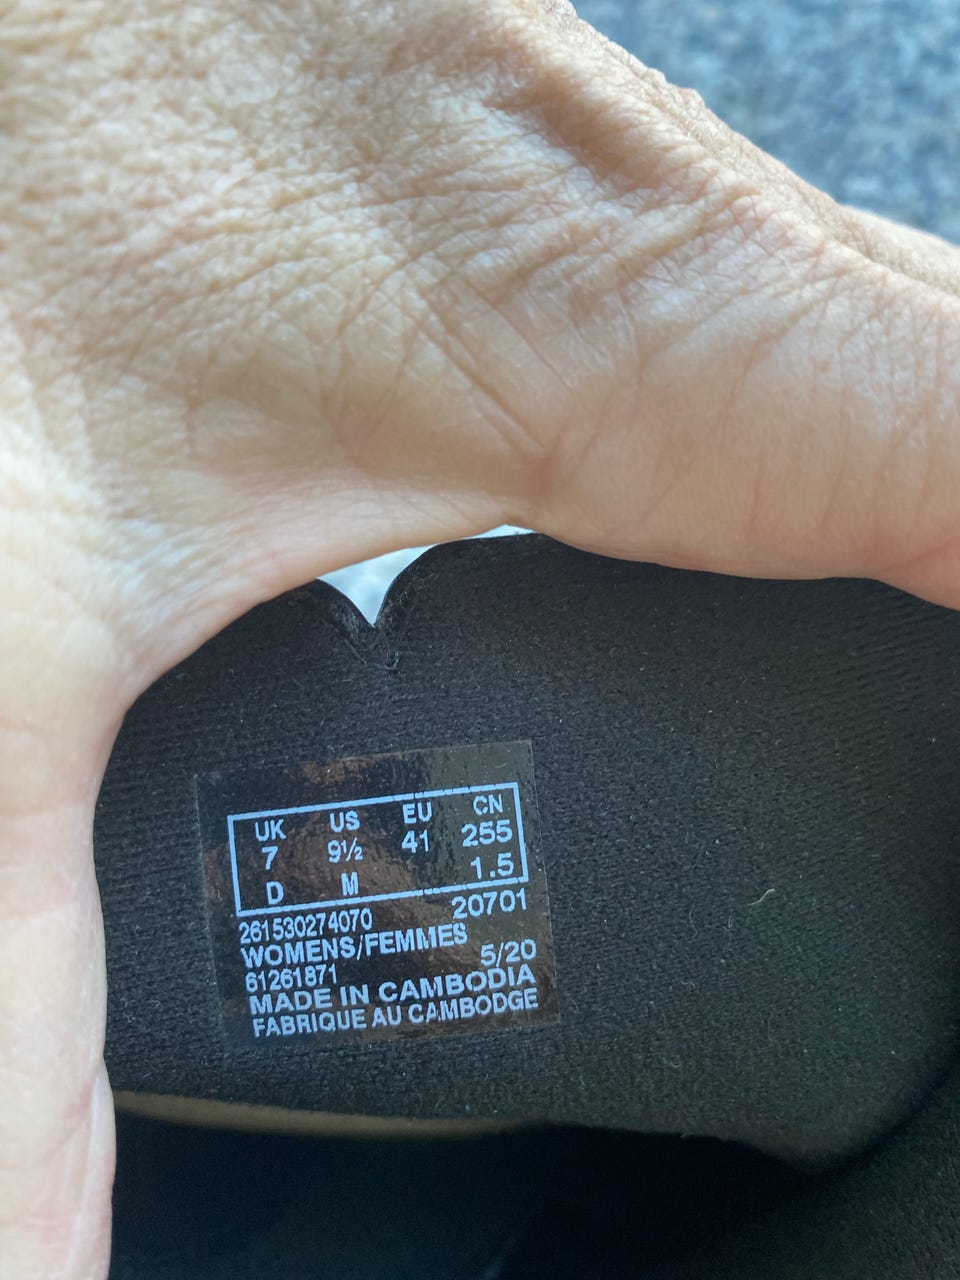 UK US EU CN
7 9½ 41 255
D M 1.5
261530274070 20701
WOMENS/FEMMES
61261871 5/20
MADE IN CAMBODIA
FABRIQUE AU CAMBODGE